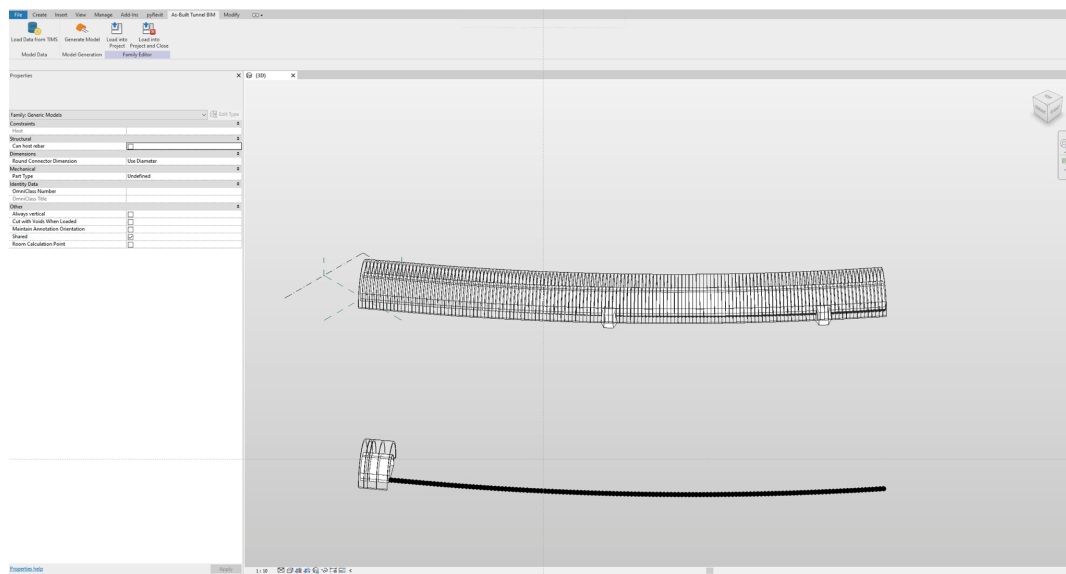 File Create Insert View Manage Add-Ins pyRevit As-Built Tunnel BIM Modify
Load Data from TIMS Generate Model Load into Project Load into Project and Close
Model Data Model Generation Family Editor
Properties X {3D} X
Family: Generic Models Edit Type
Constraints
Host
Structural
Can host rebar
Dimensions
Round Connector Dimension Use Diameter
Mechanical
Part Type Undefined
Identity Data
OmniClass Number
OmniClass Title
Other
Always vertical
Cut with Voids When Loaded
Maintain Annotation Orientation
Shared
Room Calculation Point
Properties help Apply 1 : 10